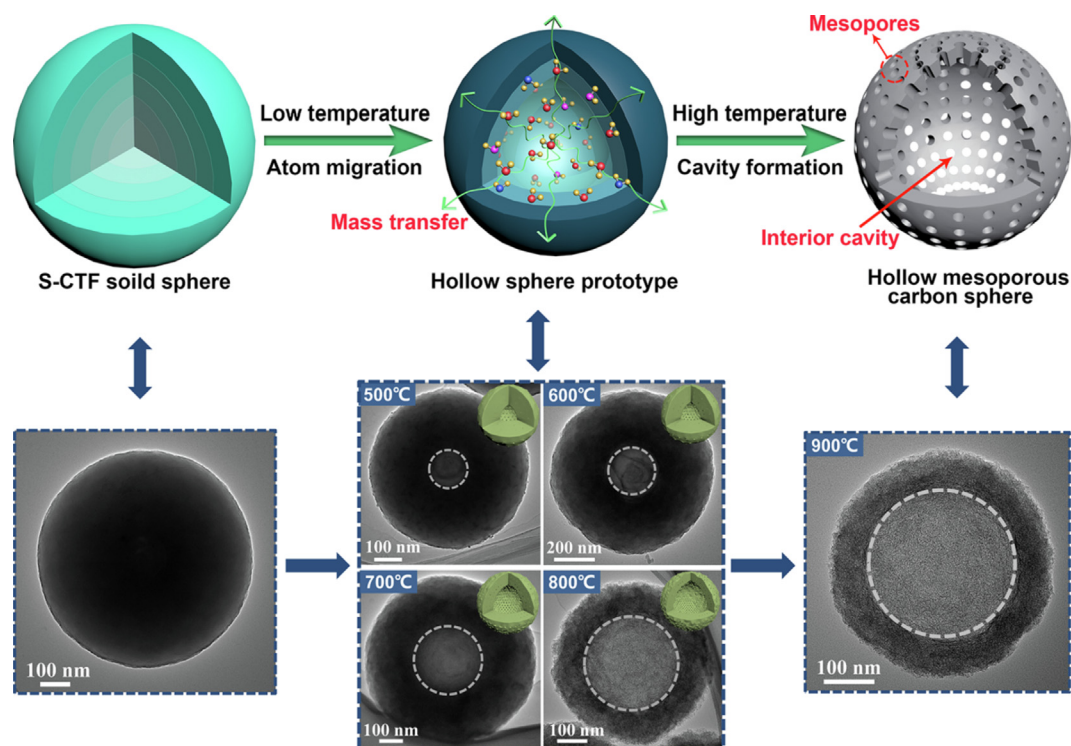 Mesopores
Low temperature
Atom migration
High temperature
Cavity formation
Mass transfer
Interior cavity
S-CTF soild sphere
Hollow sphere prototype
Hollow mesoporous
carbon sphere
500℃
600℃
900℃
100 nm
200 nm
700℃
800℃
100 nm
100 nm
100 nm
100 nm